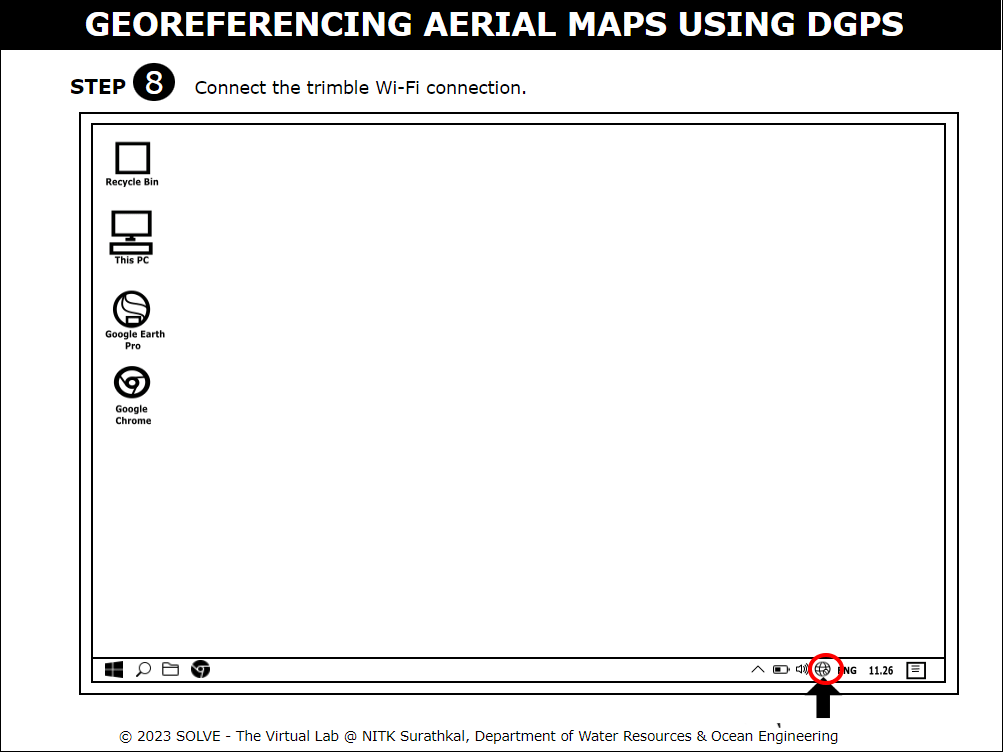 GEOREFERENCING AERIAL MAPS USING DGPS
STEP 8 Connect the trimble Wi-Fi connection.
Recycle Bin
This PC
Google Earth
Pro
Google
Chrome
ENG 11.26
© 2023 SOLVE - The Virtual Lab @ NITK Surathkal, Department of Water Resources & Ocean Engineering